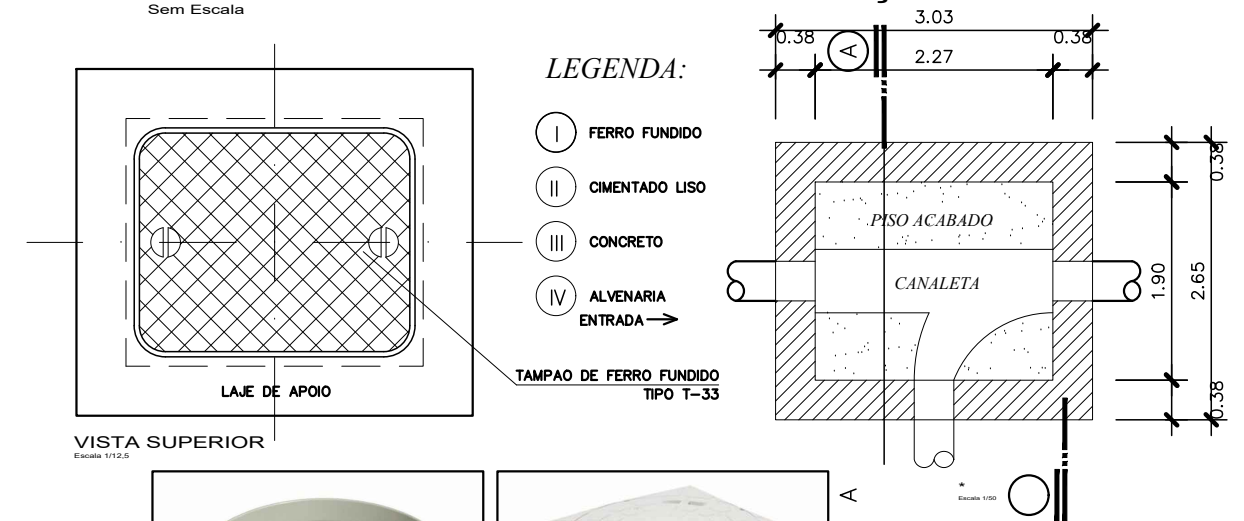 Sem Escala
LAJE DE APOIO
VISTA SUPERIOR
Escala 1/12,5
LEGENDA:
I FERRO FUNDIDO
II CIMENTADO LISO
III CONCRETO
IV ALVENARIA
ENTRADA
TAMPAO DE FERRO FUNDIDO
TIPO T-33
3.03
0.38
A
0.38
2.27
PISO ACABADO
CANALETA
0.38
1.90
2.65
0.38
A
*
Escala 1/50